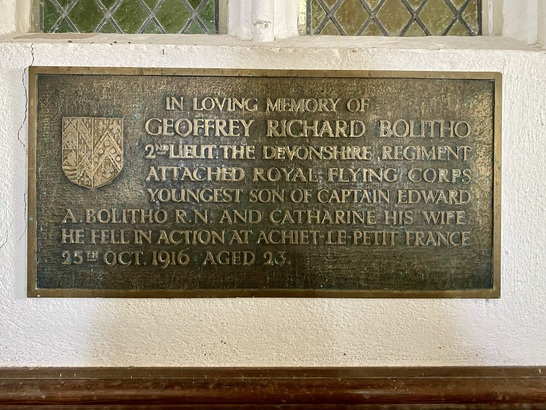 IN LOVING MEMORY OF
GEOFFREY RICHARD BOLITHO
2ND LIEUT. THE DEVONSHIRE REGIMENT
ATTACHED ROYAL FLYING CORPS
YOUNGEST SON OF CAPTAIN EDWARD
A. BOLITHO R.N. AND CATHARINE HIS WIFE
HE FELL IN ACTION AT ACHIET-LE-PETIT FRANCE
25TH OCT. 1916 AGED 23.